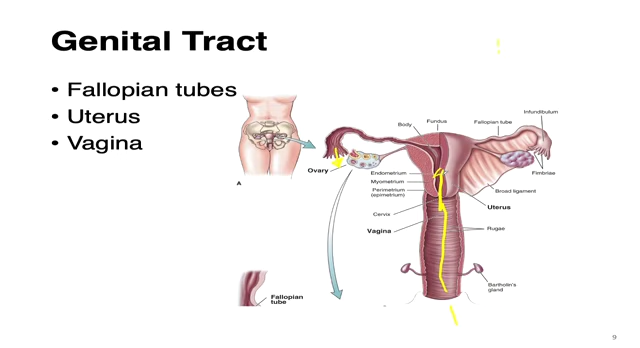 Genital Tract
• Fallopian tubes
• Uterus
• Vagina
A
Body
Fundus
Fallopian tube
Infundibulum
Ovary
Endometrium
Myometrium
Perimetrium
(epimetrium)
Fimbriae
Broad ligament
Cervix
Uterus
Vagina
Rugae
Bartholin's
gland
Fallopian
tube
9